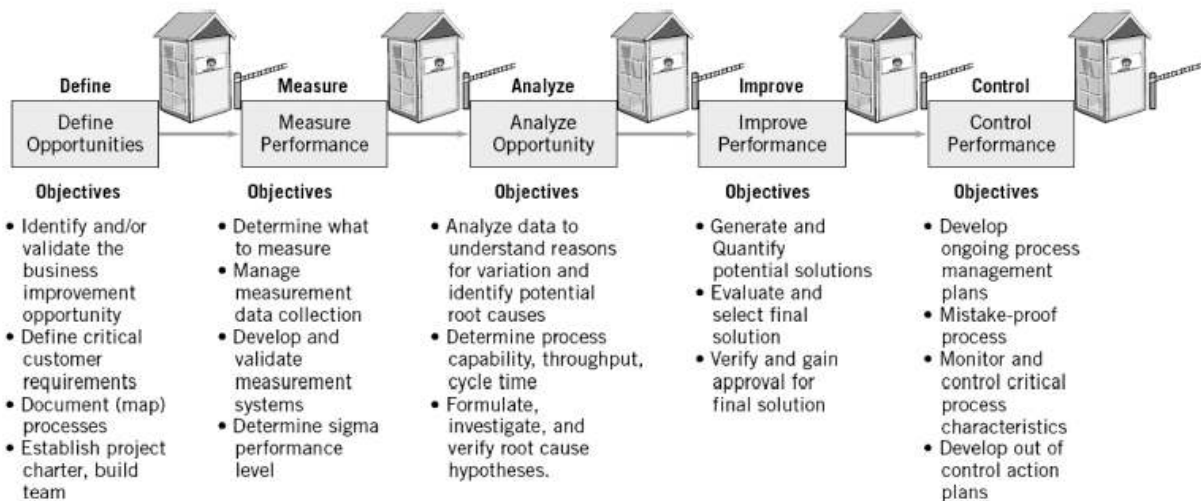 Define
Define
Opportunities
Objectives
• Identify and/or
validate the
business
improvement
opportunity
• Define critical
customer
requirements
• Document (map)
processes
• Establish project
charter, build
team
Measure
Measure
Performance
Objectives
• Determine what
to measure
• Manage
measurement
data collection
• Develop and
validate
measurement
systems
• Determine sigma
performance
level
Analyze
Analyze
Opportunity
Objectives
• Analyze data to
understand reasons
for variation and
identify potential
root causes
• Determine process
capability, throughput,
cycle time
• Formulate,
investigate, and
verify root cause
hypotheses.
Improve
Improve
Performance
Objectives
• Generate and
Quantify
potential solutions
• Evaluate and
select final
solution
• Verify and gain
approval for
final solution
Control
Control
Performance
Objectives
• Develop
ongoing process
management
plans
• Mistake-proof
process
• Monitor and
control critical
process
characteristics
• Develop out of
control action
plans